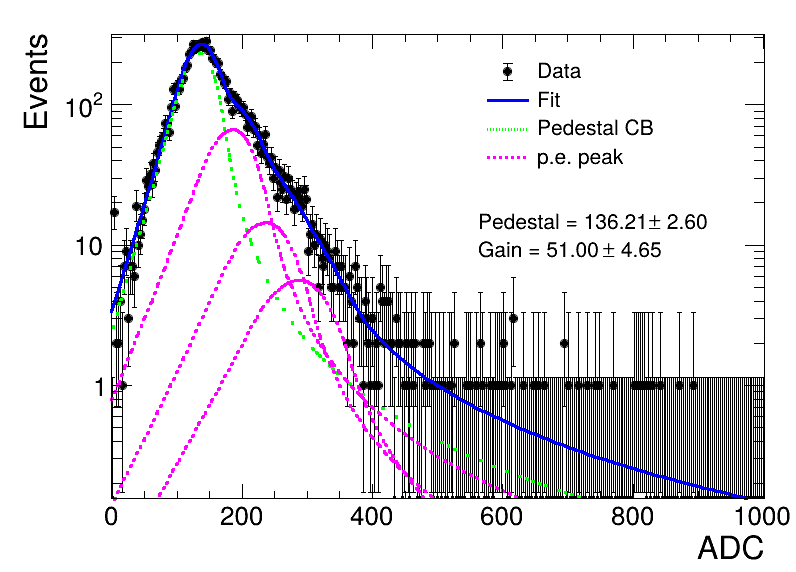 Events
10²
10
1
Data
Fit
Pedestal CB
p.e. peak
Pedestal = 136.21± 2.60
Gain = 51.00 ± 4.65
0 200 400 600 800 1000
ADC